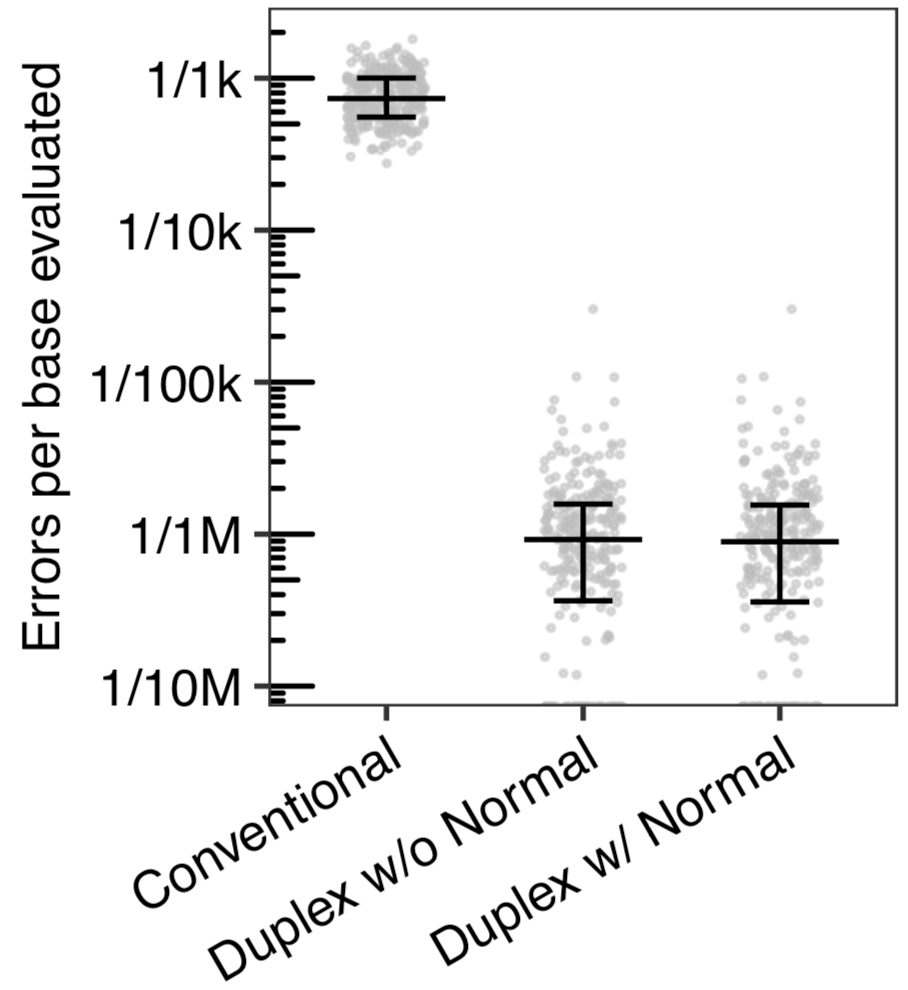 Errors per base evaluated
1/1k
1/10k
1/100k
1/1M
1/10M
Conventional
Duplex w/o Normal
Duplex w/ Normal